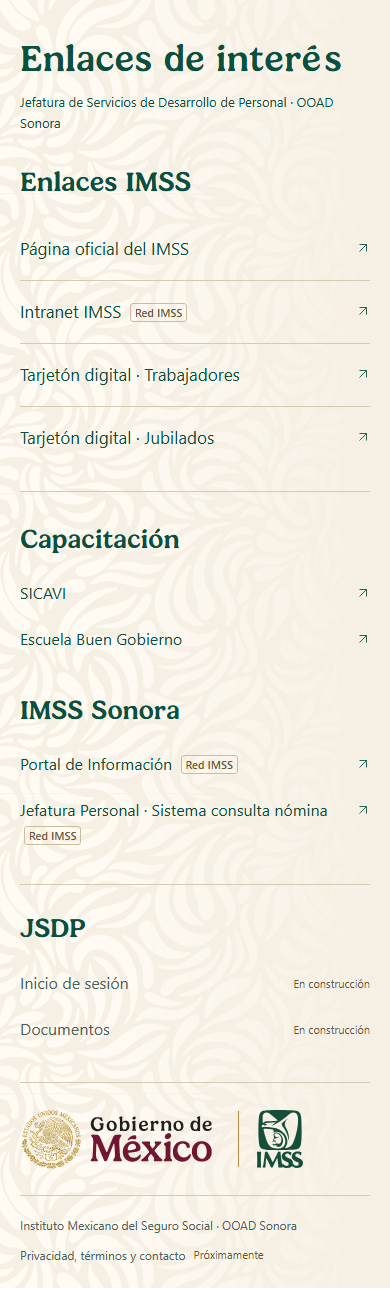 Enlaces de interés
Jefatura de Servicios de Desarrollo de Personal · OOAD
Sonora
Enlaces IMSS
Página oficial del IMSS
Intranet IMSS Red IMSS
Tarjetón digital · Trabajadores
Tarjetón digital · Jubilados
Capacitación
SICAVI
Escuela Buen Gobierno
IMSS Sonora
Portal de Información Red IMSS
Jefatura Personal · Sistema consulta nómina
Red IMSS
JSDP
Inicio de sesión En construcción
Documentos En construcción
ESTADOS UNIDOS MEXICANOS
Gobierno de
México
IMSS
Instituto Mexicano del Seguro Social · OOAD Sonora
Privacidad, términos y contacto Próximamente